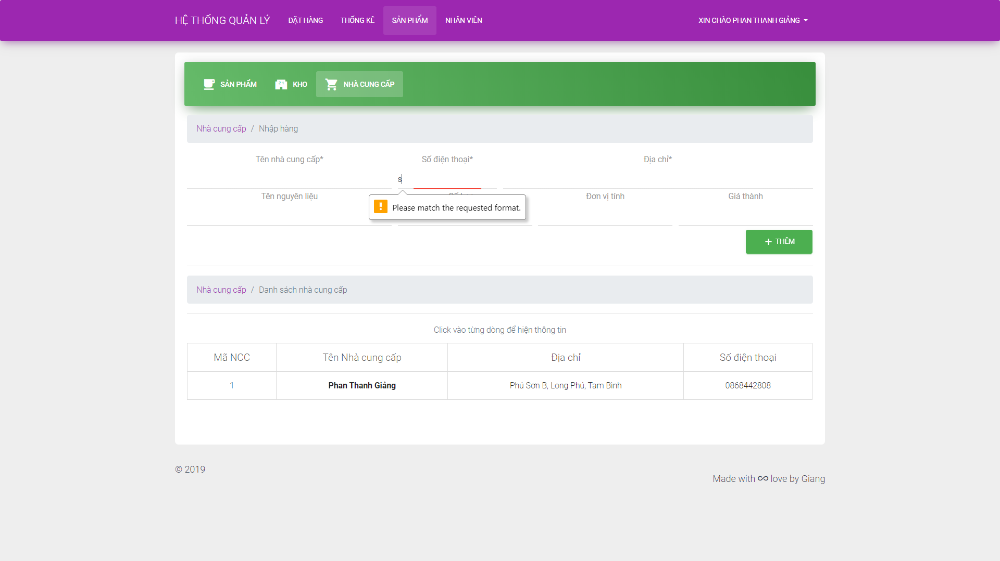 HỆ THỐNG QUẢN LÝ ĐẶT HÀNG THỐNG KÊ SẢN PHẨM NHÂN VIÊN XIN CHÀO PHAN THANH GIẢNG
SẢN PHẨM KHO NHÀ CUNG CẤP
Nhà cung cấp / Nhập hàng
Tên nhà cung cấp* Số điện thoại* Địa chỉ*
s
Tên nguyên liệu Đơn vị tính Giá thành
Please match the requested format.
+ THÊM
Nhà cung cấp / Danh sách nhà cung cấp
Click vào từng dòng để hiện thông tin
Mã NCC Tên Nhà cung cấp Địa chỉ Số điện thoại
1 Phan Thanh Giảng Phú Sơn B, Long Phú, Tam Bình 0868442808
© 2019
Made with love by Giang